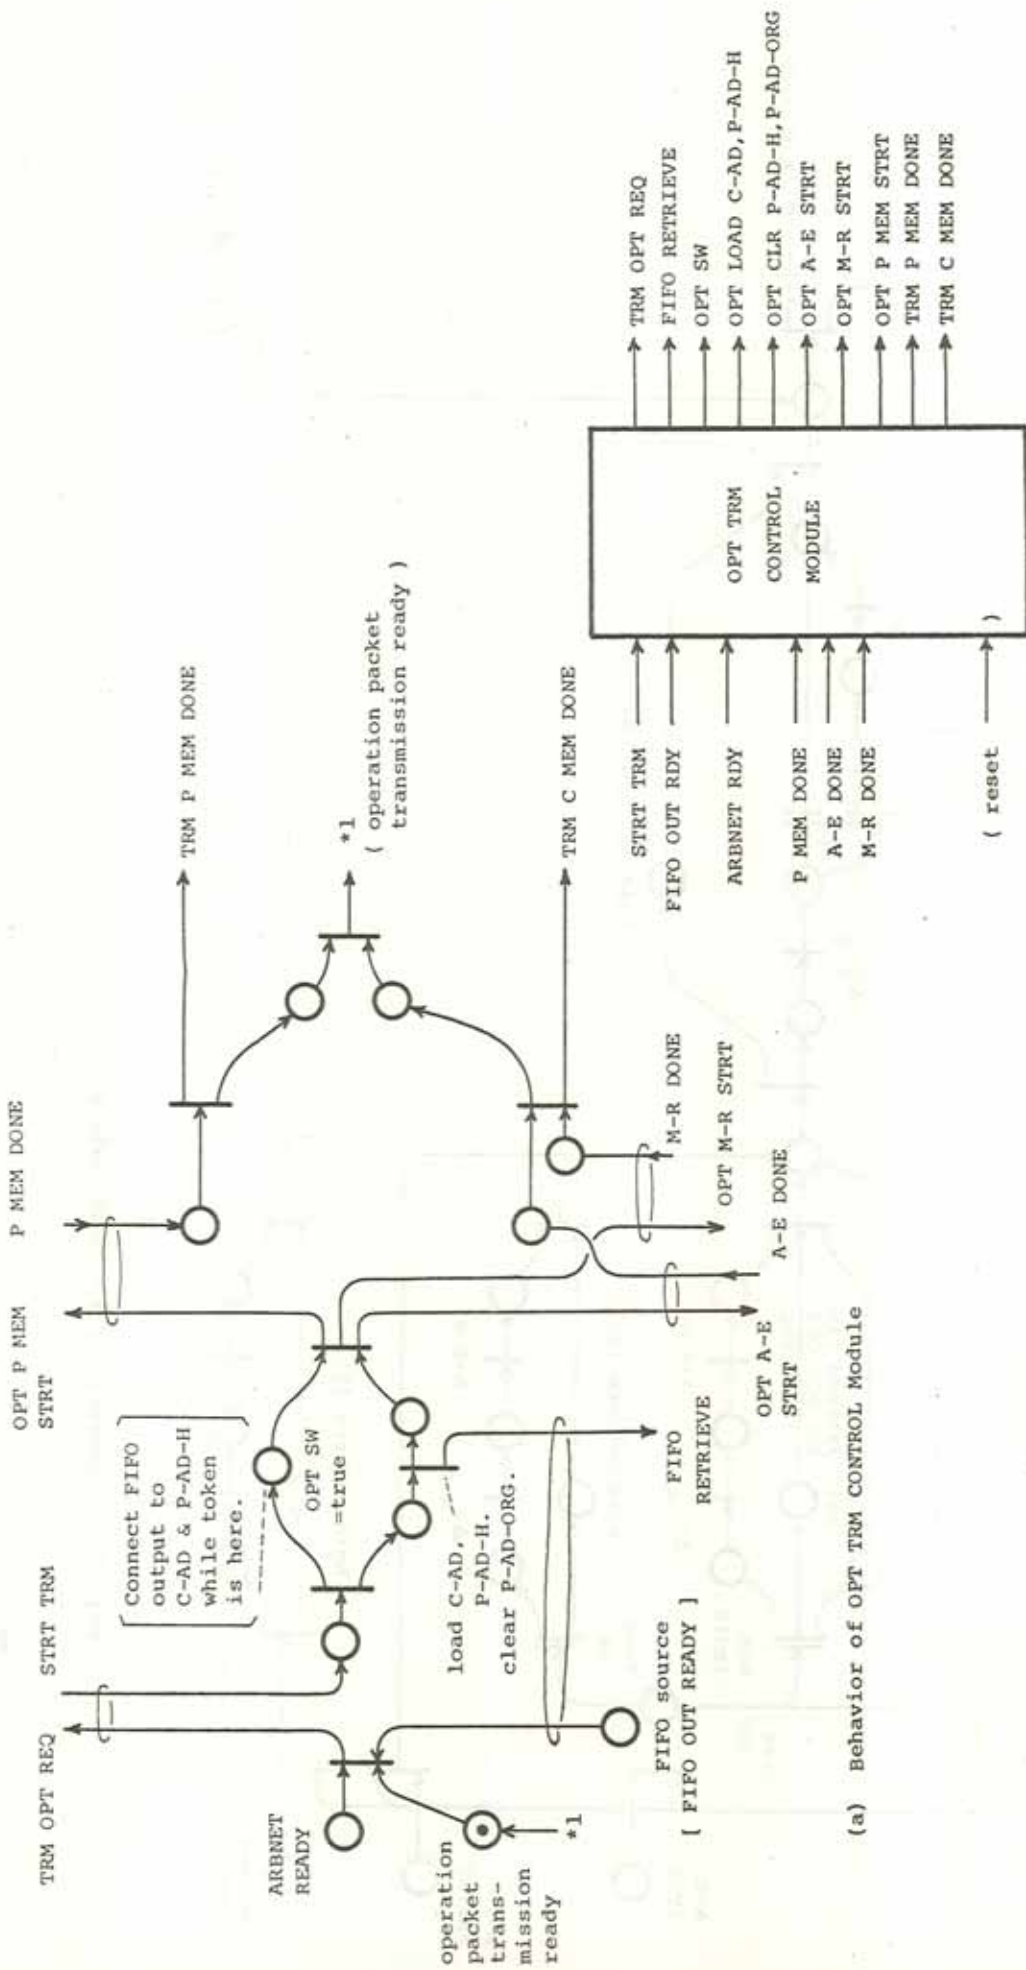 TRM OPT REQ
STRT TRM
OPT P MEM
STRT
P MEM DONE
Connect FIFO
output to
C-AD & P-AD-H
while token
is here.
ARBNET
READY
OPT SW
=true
TRM P MEM DONE
*1
( operation packet
transmission ready )
operation
packet
trans-
mission
ready
*1
load C-AD,
P-AD-H.
clear P-AD-ORG.
FIFO source
[ FIFO OUT READY ]
FIFO
RETRIEVE
OPT A-E
STRT
A-E DONE
OPT M-R STRT
M-R DONE
TRM C MEM DONE
(a) Behavior of OPT TRM CONTROL Module
STRT TRM
FIFO OUT RDY
ARBNET RDY
P MEM DONE
A-E DONE
M-R DONE
( reset )
OPT TRM
CONTROL
MODULE
TRM OPT REQ
FIFO RETRIEVE
OPT SW
OPT LOAD C-AD,P-AD-H
OPT CLR P-AD-H,P-AD-ORG
OPT A-E STRT
OPT M-R STRT
OPT P MEM STRT
TRM P MEM DONE
TRM C MEM DONE